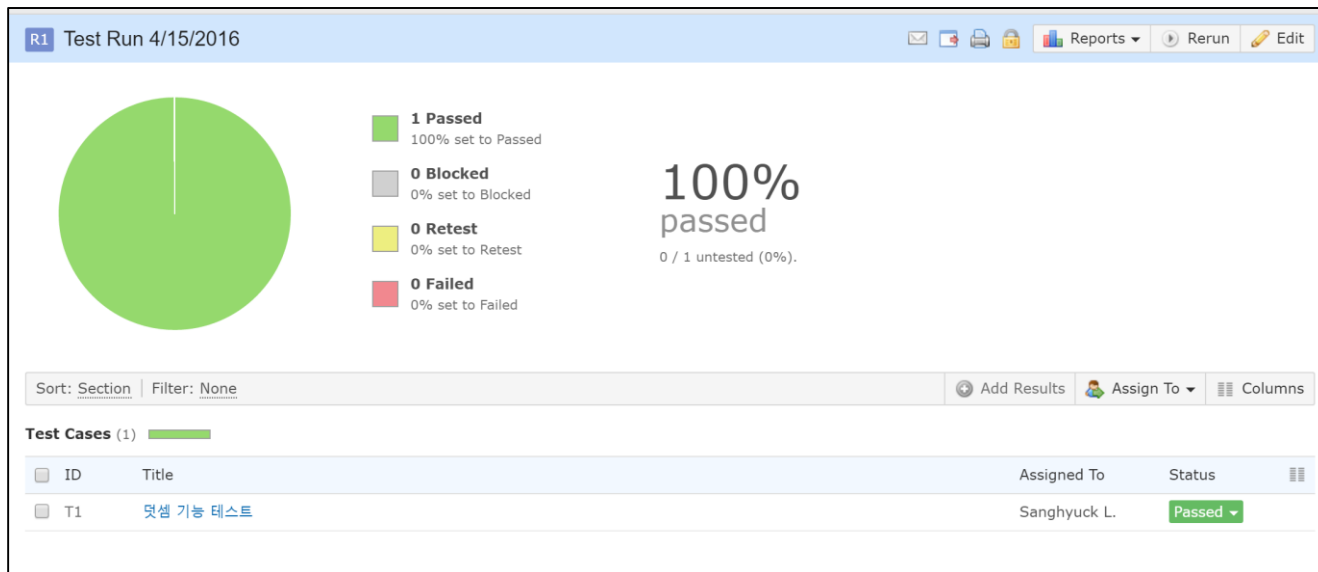 R1 Test Run 4/15/2016 Reports Rerun Edit
1 Passed
100% set to Passed
0 Blocked
0% set to Blocked
0 Retest
0% set to Retest
0 Failed
0% set to Failed
100%
passed
0 / 1 untested (0%).
Sort: Section Filter: None Add Results Assign To Columns
Test Cases (1)
ID Title Assigned To Status
T1 덧셈 기능 테스트 Sanghyuck L. Passed